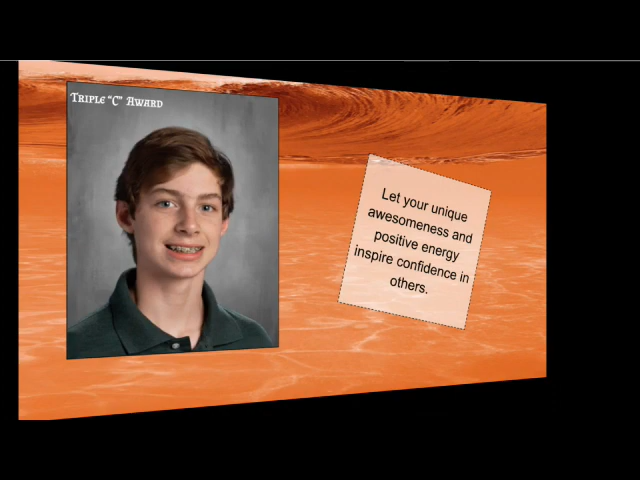 Triple "C" Award
Let your unique
awesomeness and
positive energy
inspire confidence in
others.